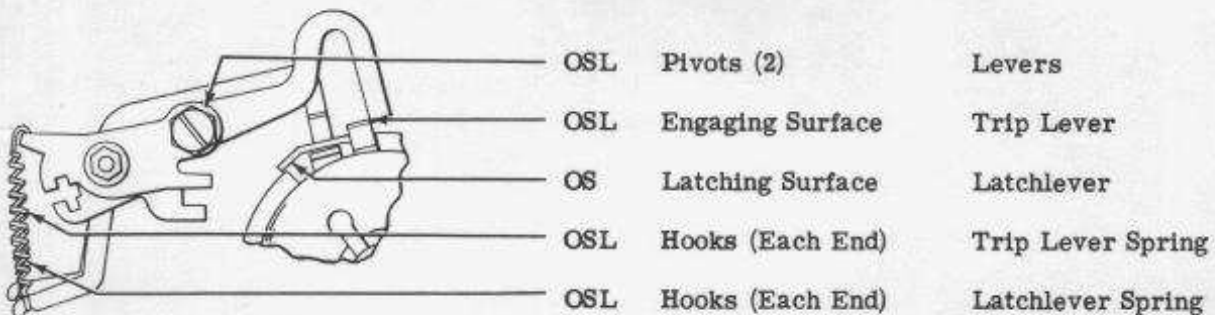 OSL Pivots (2) Levers
OSL Engaging Surface Trip Lever
OS Latching Surface Latchlever
OSL Hooks (Each End) Trip Lever Spring
OSL Hooks (Each End) Latchlever Spring